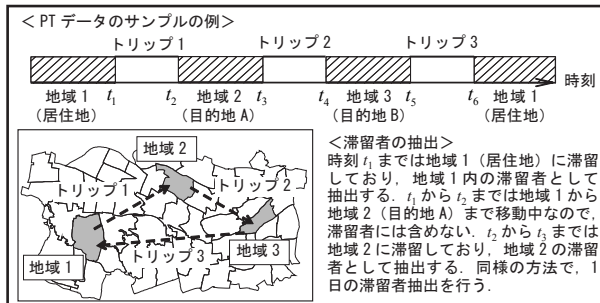 ＜PTデータのサンプルの例＞
トリップ1 トリップ2 トリップ3
時刻
地域1 t1 t2 地域2 t3 t4 地域3 t5 t6 地域1
(居住地) (目的地A) (目的地B) (居住地)
地域2
トリップ1 トリップ2
地域1 トリップ3 地域3
＜滞留者の抽出＞
時刻t1までは地域1（居住地）に滞留
しており，地域1内の滞留者として
抽出する．t1からt2までは地域1から
地域2（目的地A）まで移動中なので，
滞留者には含めない．t2からt3までは
地域2に滞留しており，地域2の滞留
者として抽出する．同様の方法で，1
日の滞留者抽出を行う．